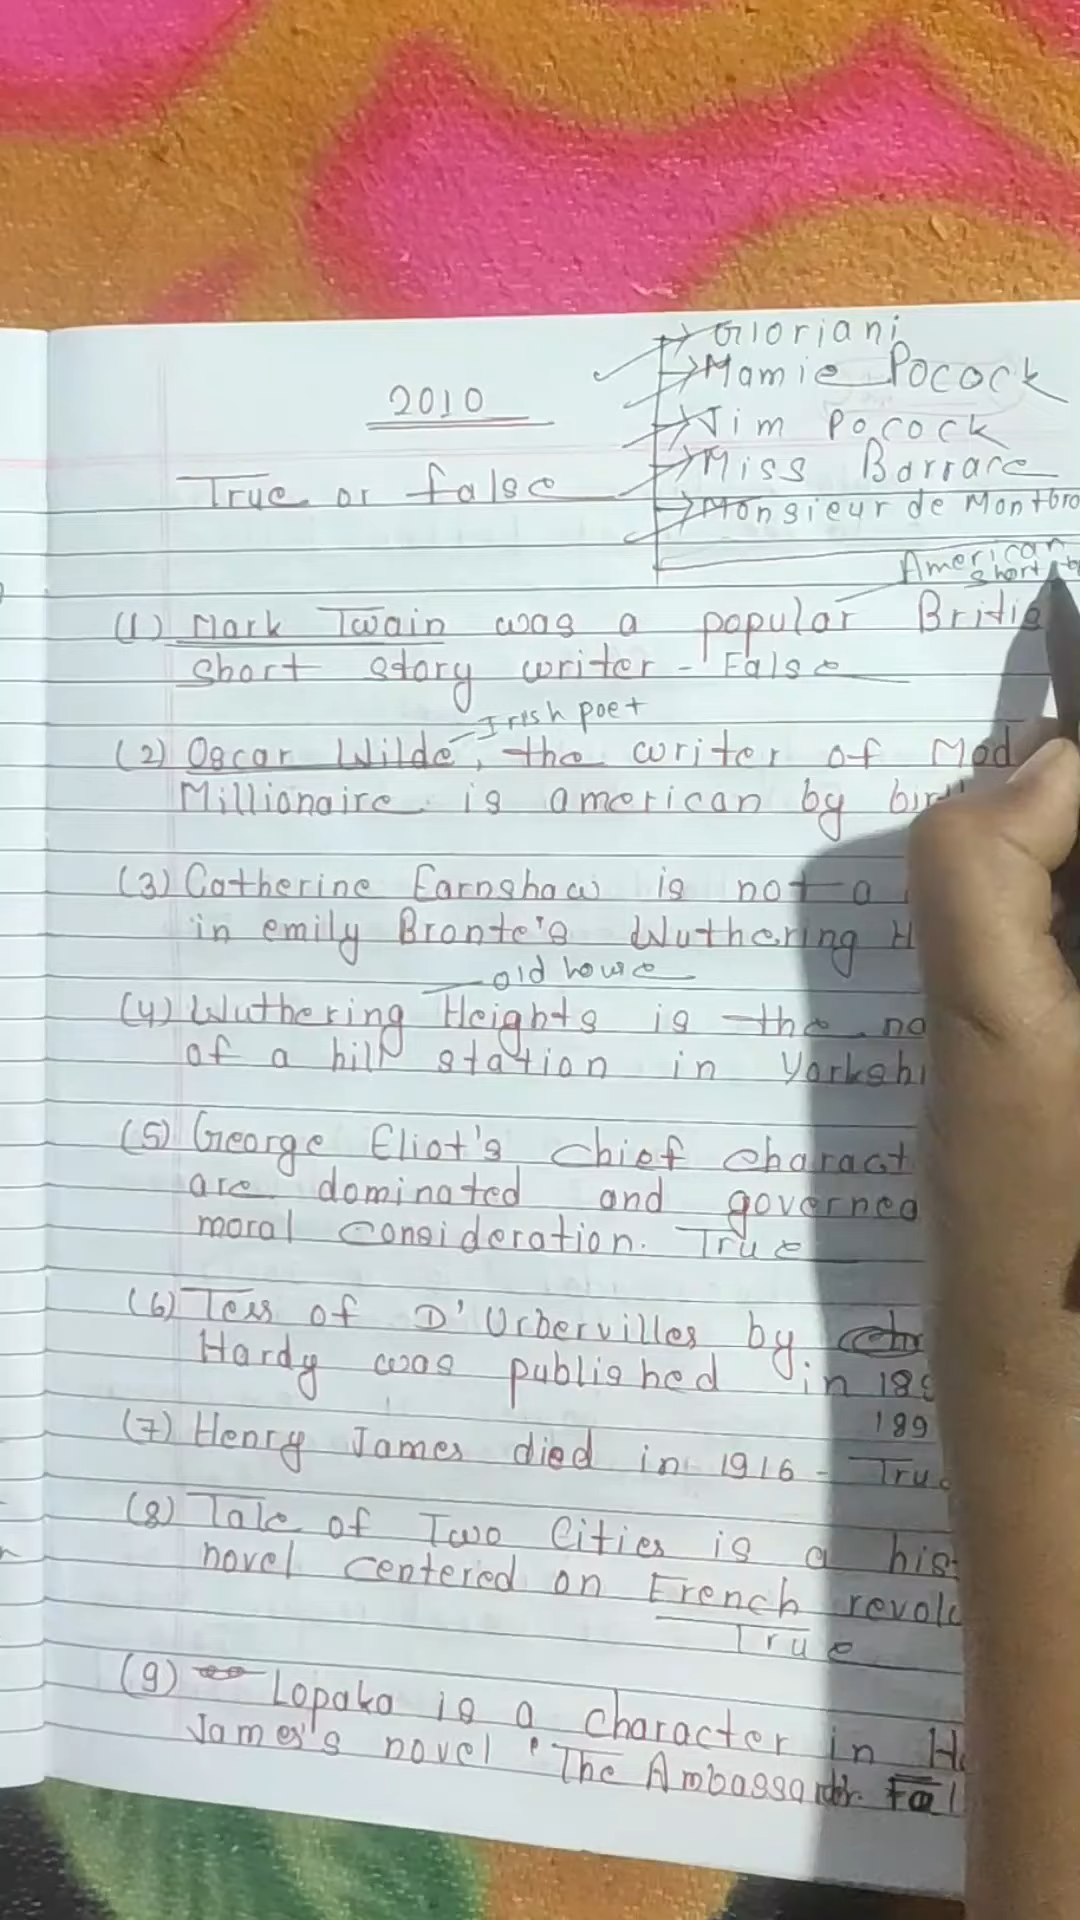 Gloriani
Mamie Pocock
2010
Jim Pocock
Miss Barrace
True or false
Monsieur de Montbro
American
short
(1) Mark Twain was a popular Britis
short story writer - False
Irish poet
(2) Oscar Wilde, the writer of Mod
Millionaire is american by bir
(3) Catherine Earnshaw is not a
in emily Bronte's Wuthering H
old house
(4) Wuthering Heights is the na
of a hill station in Yorkshi
(5) George Eliot's chief charact
are dominated and governed
moral consideration. True
(6) Tess of D'Urbervilles by
Hardy was published in 189
189
(7) Henry James died in 1916 - True
(8) Tale of Two Cities is a his
novel centered on French revolu
True
(9) Lopaka is a character in H
James's novel "The Ambassador. Fal